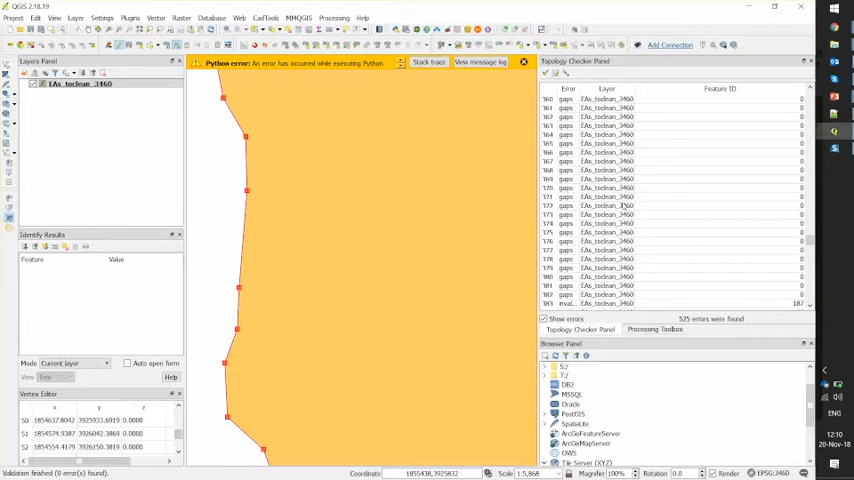 QGIS 2.18.19
Project Edit View Layer Settings Plugins Vector Raster Database Web CadTools MMQGIS Processing Help
Add Connection
Layers Panel
EAs_toclean_3460
Python error: An error has occurred while executing Python
Stack trace
View message log
Topology Checker Panel
Error Layer Feature ID
160 gaps EAs_toclean_3460 0
161 gaps EAs_toclean_3460 0
162 gaps EAs_toclean_3460 0
163 gaps EAs_toclean_3460 0
164 gaps EAs_toclean_3460 0
165 gaps EAs_toclean_3460 0
166 gaps EAs_toclean_3460 0
167 gaps EAs_toclean_3460 0
168 gaps EAs_toclean_3460 0
169 gaps EAs_toclean_3460 0
170 gaps EAs_toclean_3460 0
171 gaps EAs_toclean_3460 0
172 gaps EAs_toclean_3460 0
173 gaps EAs_toclean_3460 0
174 gaps EAs_toclean_3460 0
175 gaps EAs_toclean_3460 0
176 gaps EAs_toclean_3460 0
177 gaps EAs_toclean_3460 0
178 gaps EAs_toclean_3460 0
179 gaps EAs_toclean_3460 0
180 gaps EAs_toclean_3460 0
181 gaps EAs_toclean_3460 0
182 gaps EAs_toclean_3460 0
183 inval... EAs_toclean_3460 187
Show errors 525 errors were found
Topology Checker Panel Processing Toolbox
Identify Results
Feature Value
Mode Current layer Auto open form
View Tree Help
Vertex Editor
x y z
50 1854637.8042 3925933.6919 0.0000
51 1854574.9387 3926042.3869 0.0000
52 1854554.4179 3926150.3819 0.0000
Browser Panel
S:/
T:/
DB2
MSSQL
Oracle
PostGIS
SpatiaLite
ArcGisFeatureServer
ArcGisMapServer
OWS
Tile Server (XYZ)
ENG
12:10
20-Nov-18
Validation finished (0 error(s) found).
Coordinate 1855438,3925832 Scale 1:5,868 Magnifier 100% Rotation 0.0 Render EPSG:3460